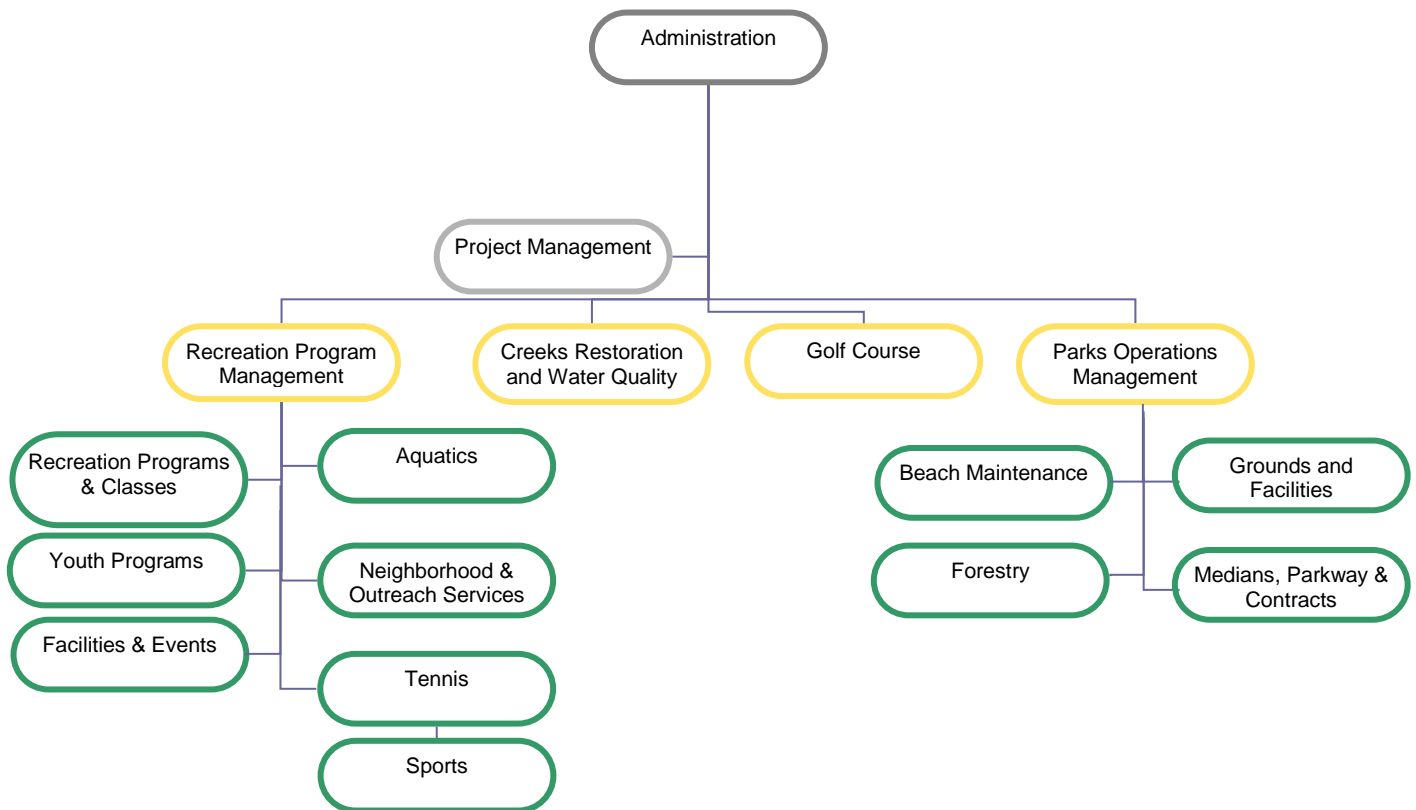 Administration
Project Management
Recreation Program
Management
Creeks Restoration
and Water Quality
Golf Course
Parks Operations
Management
Recreation Programs
& Classes
Aquatics
Youth Programs
Neighborhood &
Outreach Services
Facilities & Events
Tennis
Sports
Beach Maintenance
Grounds and
Facilities
Forestry
Medians, Parkway &
Contracts